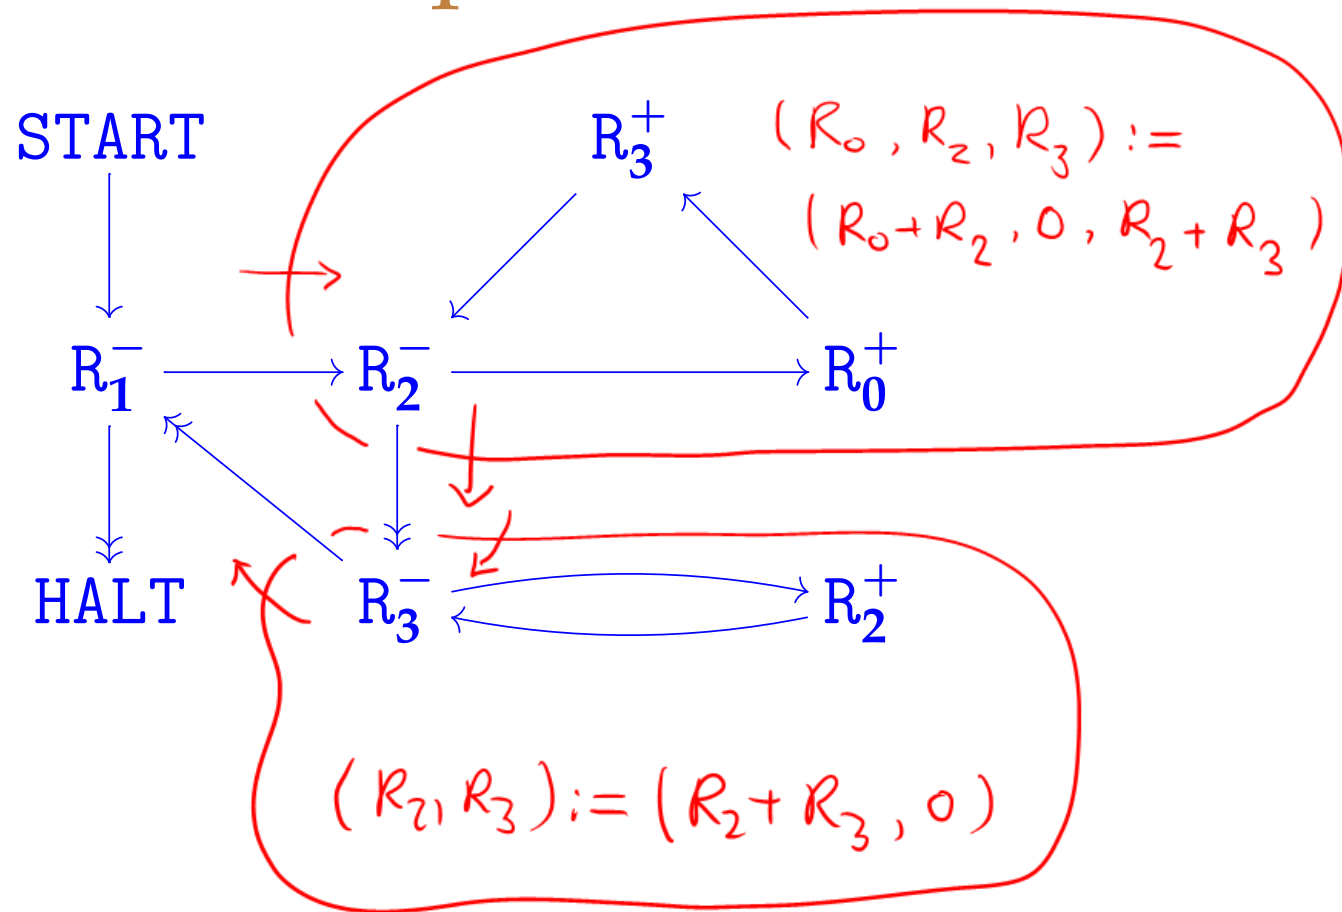 START
R₃⁺
(R₀, R₂, R₃) :=
(R₀+R₂, 0, R₂+R₃)
R₁⁻
R₂⁻
R₀⁺
HALT
R₃⁻
R₂⁺
(R₂, R₃) := (R₂+R₃, 0)